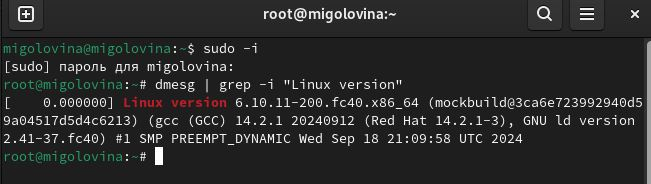 root@migolovina:~
migolovina@migolovina:~$ sudo -i
[sudo] пароль для migolovina:
root@migolovina:~# dmesg | grep -i "Linux version"
[    0.000000] Linux version 6.10.11-200.fc40.x86_64 (mockbuild@3ca6e723992940d5
9a04517d5d4c6213) (gcc (GCC) 14.2.1 20240912 (Red Hat 14.2.1-3), GNU ld version
2.41-37.fc40) #1 SMP PREEMPT_DYNAMIC Wed Sep 18 21:09:58 UTC 2024
root@migolovina:~#